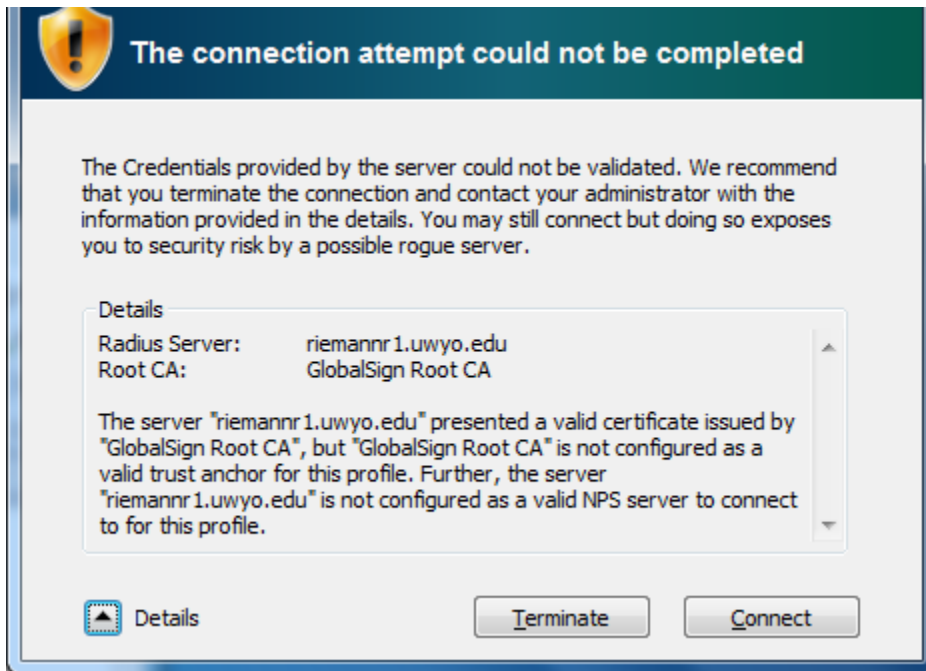 The connection attempt could not be completed
The Credentials provided by the server could not be validated. We recommend
that you terminate the connection and contact your administrator with the
information provided in the details. You may still connect but doing so exposes
you to security risk by a possible rogue server.
Details
Radius Server: riemannr1.uwyo.edu
Root CA: GlobalSign Root CA
The server "riemannr1.uwyo.edu" presented a valid certificate issued by
"GlobalSign Root CA", but "GlobalSign Root CA" is not configured as a
valid trust anchor for this profile. Further, the server
"riemannr1.uwyo.edu" is not configured as a valid NPS server to connect
to for this profile.
Details Terminate Connect